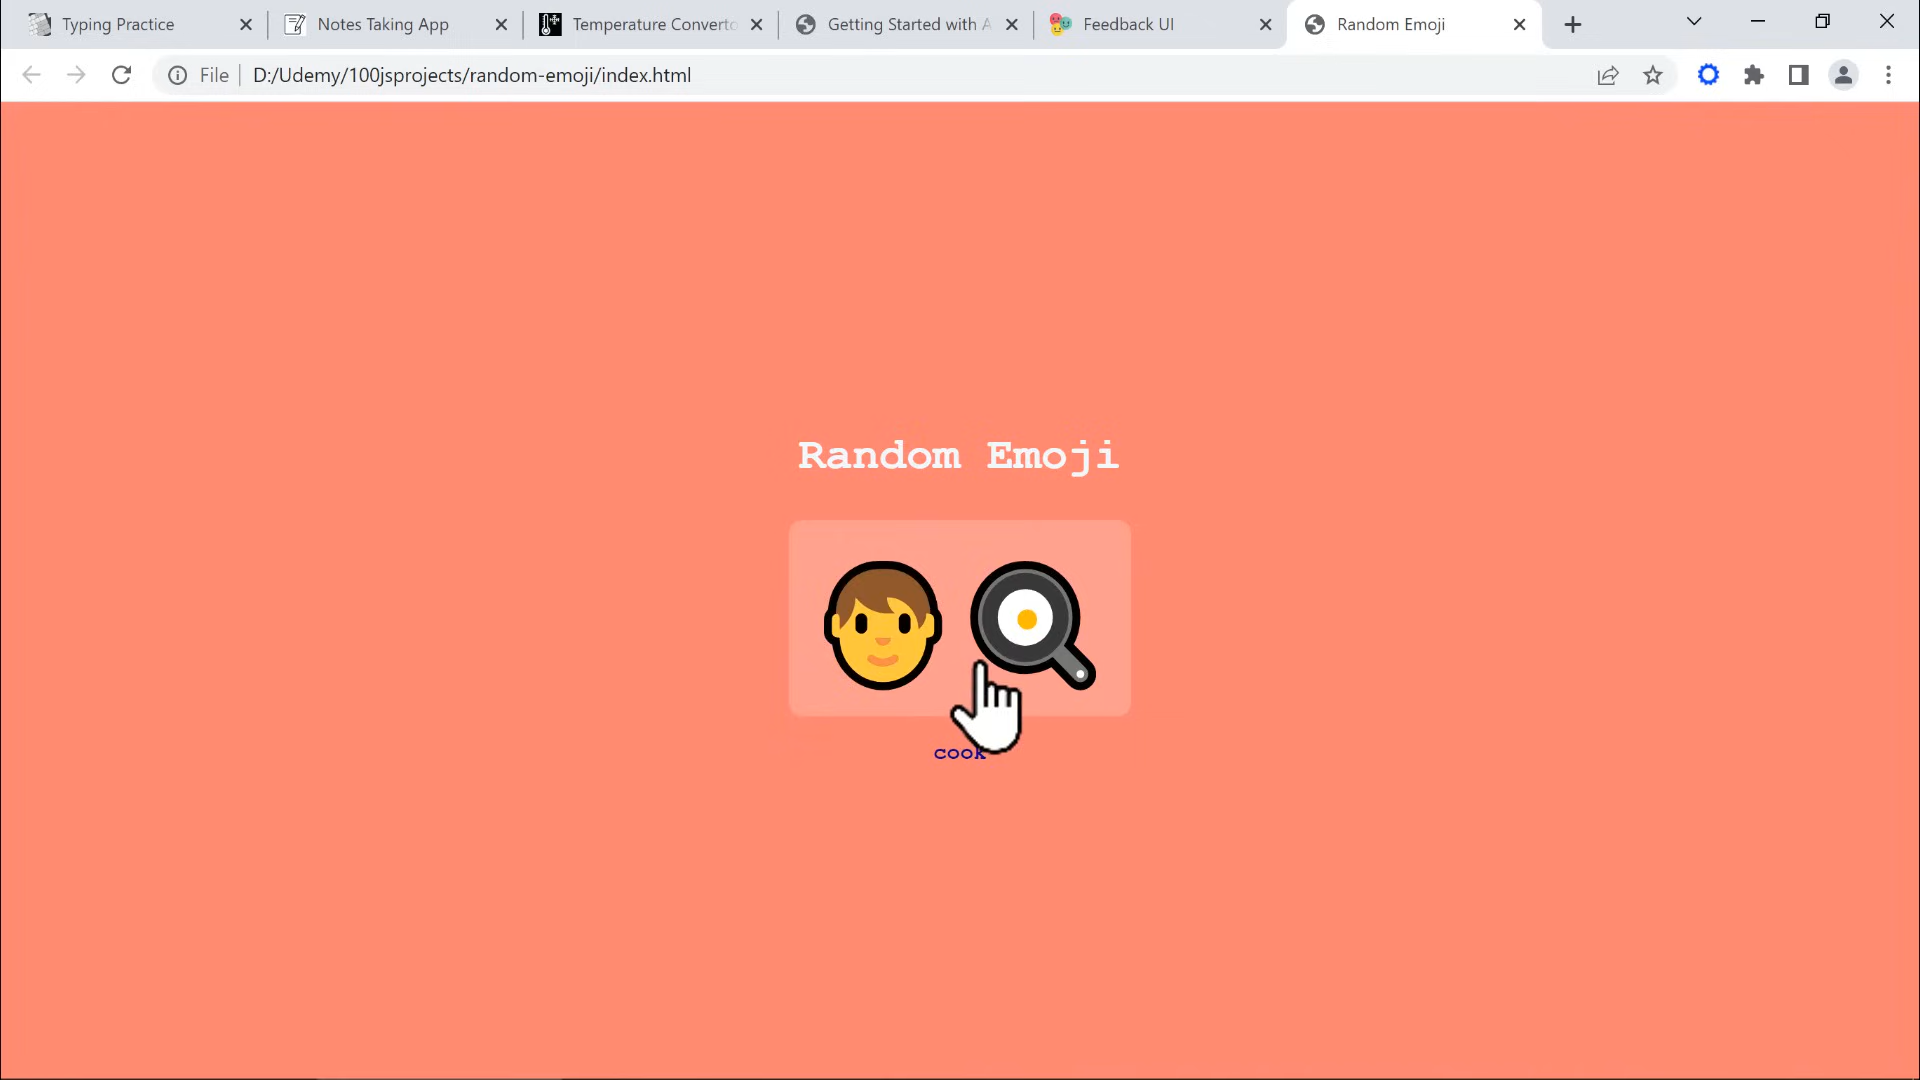 Typing Practice
Notes Taking App
Temperature Converto
Getting Started with A
Feedback UI
Random Emoji
File
D:/Udemy/100jsprojects/random-emoji/index.html
Random Emoji
cook